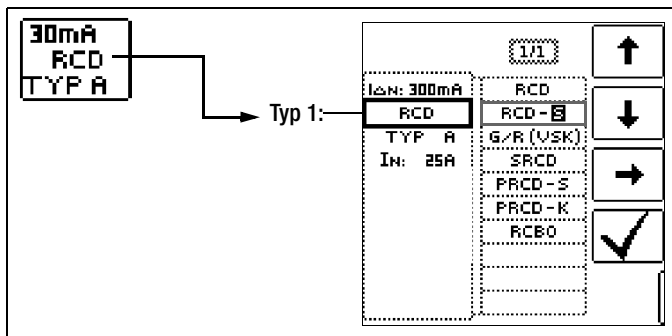 30mA
RCD
TYP A
Typ 1:
1/1
I△N: 300mA
RCD
TYP A
IN: 25A
RCD
RCD-S
G/R (VSK)
SRCD
PRCD-S
PRCD-K
RCBO